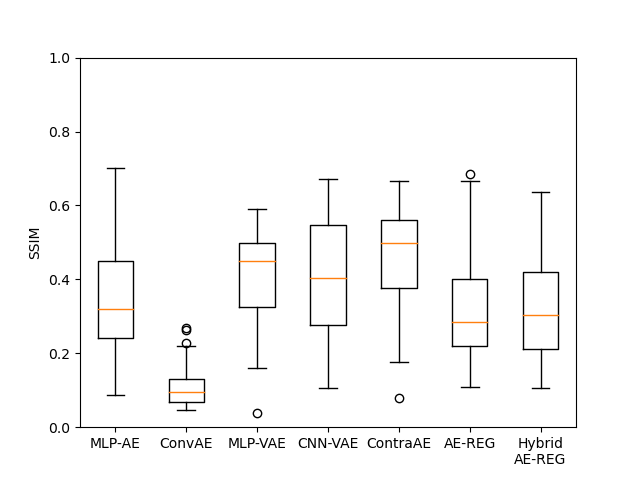 1.0
0.8
0.6
0.4
0.2
0.0
SSIM
MLP-AE
ConvAE
MLP-VAE
CNN-VAE
ContraAE
AE-REG
Hybrid
AE-REG